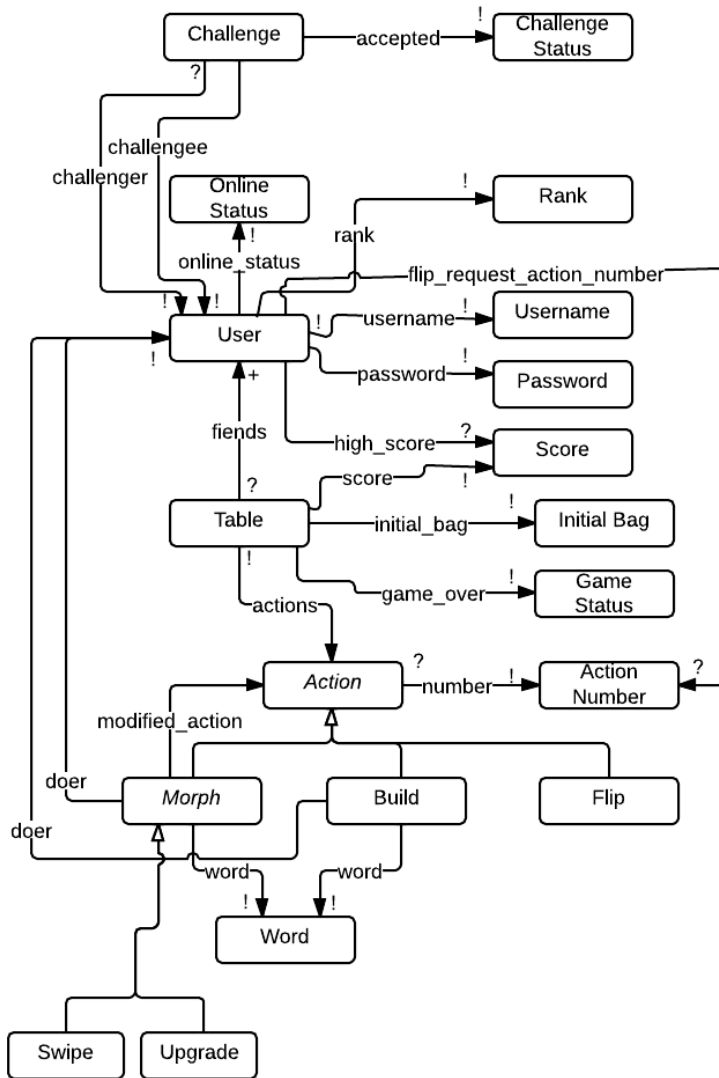 Challenge
accepted
!
Challenge
Status
?
challengee
challenger
Online
Status
!
rank
!
Rank
online_status
flip_request_action_number
!
!
User
!
username
!
Username
!
password
!
Password
+
fiends
high_score
?
Score
score
!
?
Table
!
initial_bag
!
Initial Bag
actions
game_over
!
Game
Status
Action
?
number
!
Action
Number
?
modified_action
doer
Morph
Build
Flip
doer
word
word
!
!
Word
Swipe
Upgrade